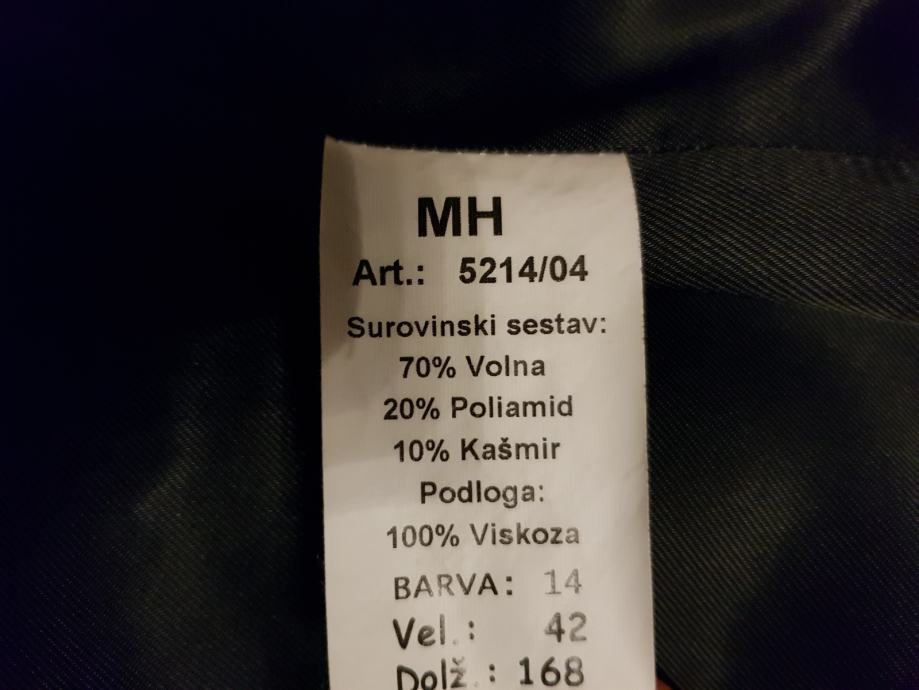 MH
Art.: 5214/04
Surovinski sestav:
70% Volna
20% Poliamid
10% Kašmir
Podloga:
100% Viskoza
BARVA: 14
Vel.: 42
Dolž.: 168